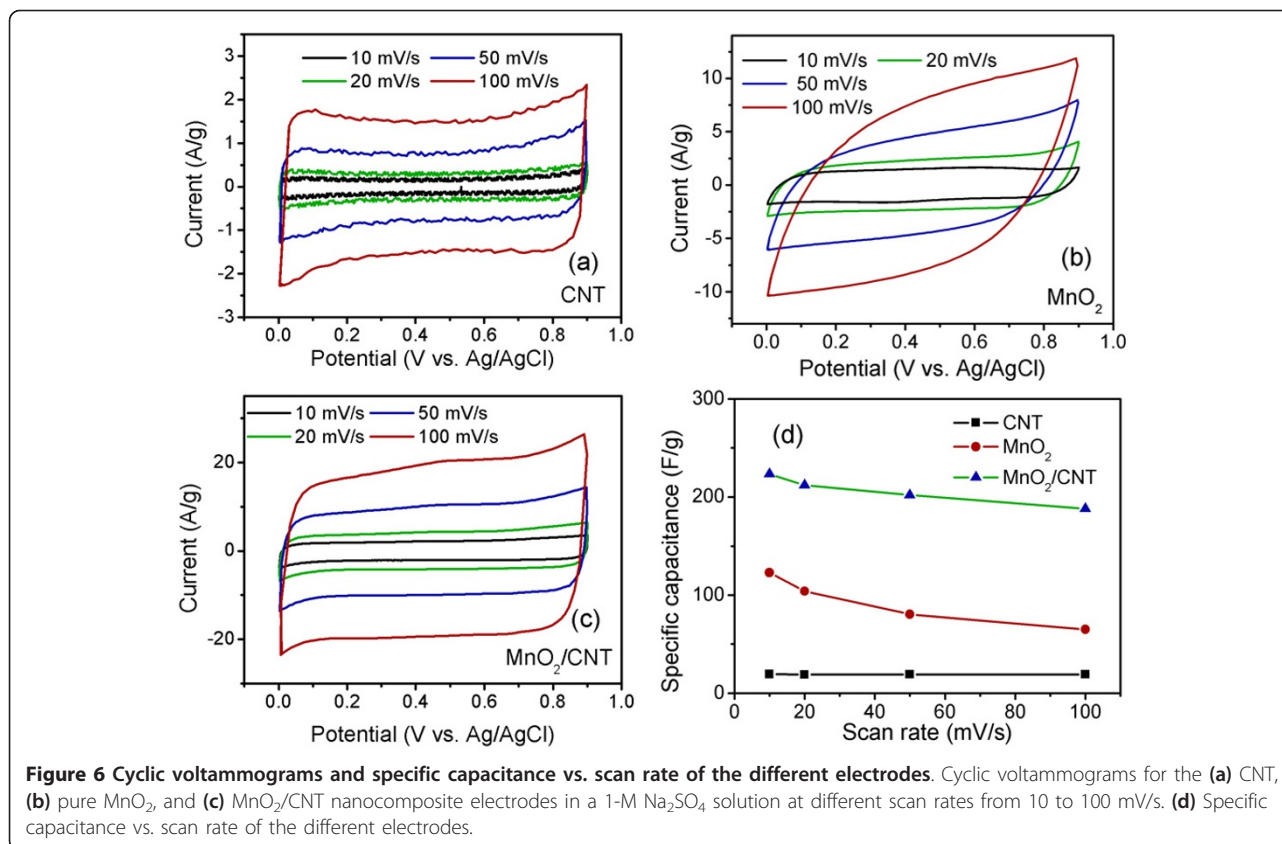 3
2
1
0
-1
-2
-3
Current (A/g)
10 mV/s 50 mV/s
20 mV/s 100 mV/s
(a)
CNT
0.0 0.2 0.4 0.6 0.8 1.0
Potential (V vs. Ag/AgCl)
10
5
0
-5
-10
Current (A/g)
10 mV/s 20 mV/s
50 mV/s
100 mV/s
(b)
MnO₂
0.0 0.2 0.4 0.6 0.8 1.0
Potential (V vs. Ag/AgCl)
20
0
-20
Current (A/g)
10 mV/s 50 mV/s
20 mV/s 100 mV/s
(c)
MnO₂/CNT
0.0 0.2 0.4 0.6 0.8 1.0
Potential (V vs. Ag/AgCl)
300
200
100
0
Specific capacitance (F/g)
(d)
CNT
MnO₂
MnO₂/CNT
0 20 40 60 80 100
Scan rate (mV/s)
Figure 6 Cyclic voltammograms and specific capacitance vs. scan rate of the different electrodes. Cyclic voltammograms for the (a) CNT,
(b) pure MnO₂, and (c) MnO₂/CNT nanocomposite electrodes in a 1-M Na₂SO₄ solution at different scan rates from 10 to 100 mV/s. (d) Specific
capacitance vs. scan rate of the different electrodes.